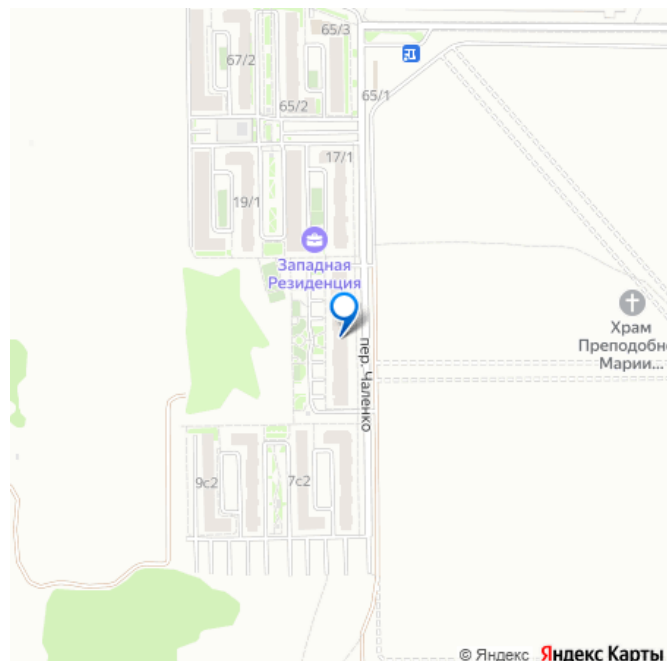 65/3
67/2
65/2
65/1
17/1
19/1
Западная
Резиденция
Храм
Преподобн
Марии...
пер. Чаленко
9с2
7с2
© Яндекс Яндекс Карты